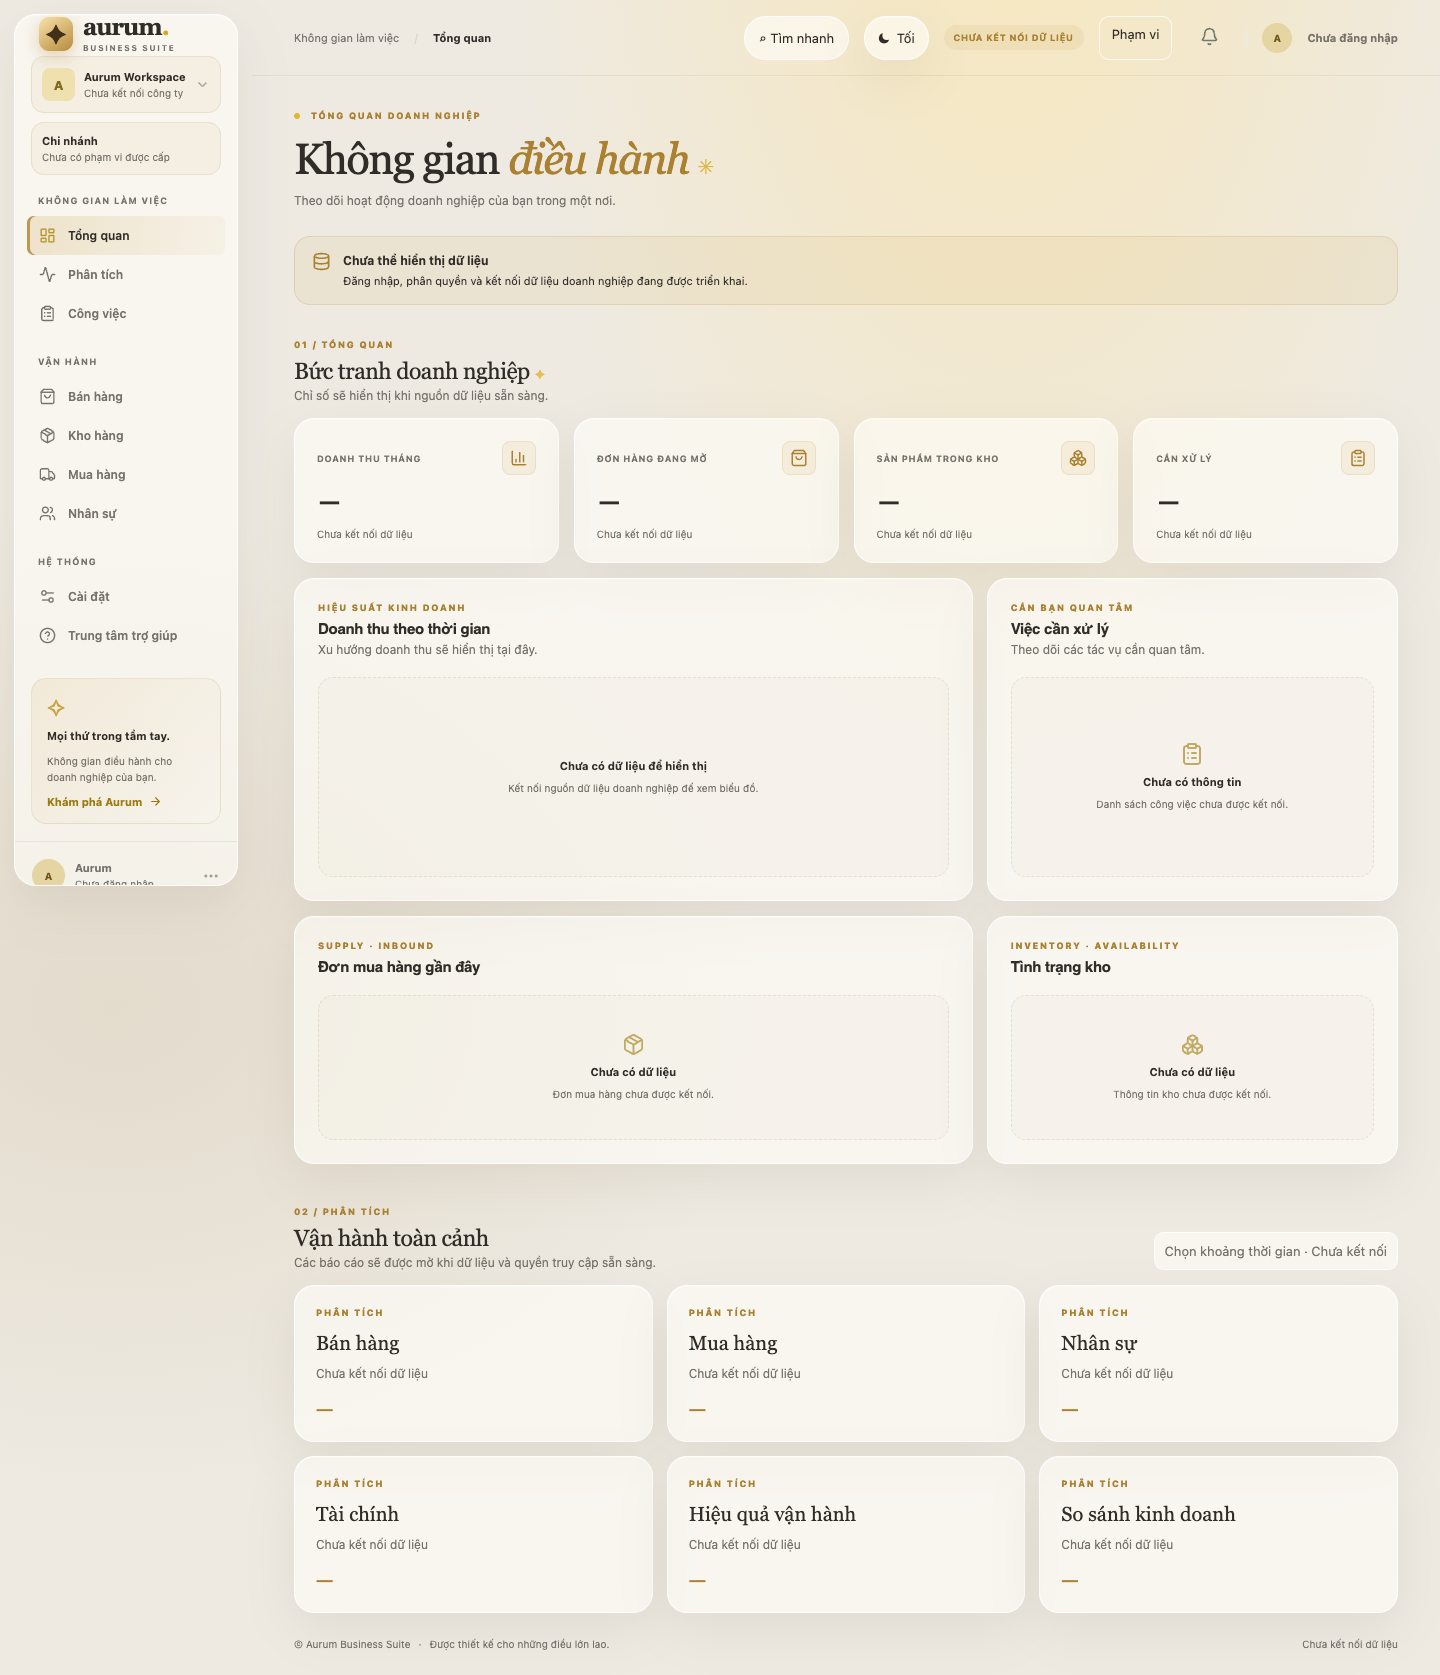 aurum.
BUSINESS SUITE
A
Aurum Workspace
Chưa kết nối công ty
Chi nhánh
Chưa có phạm vi được cấp
KHÔNG GIAN LÀM VIỆC
Tổng quan
Phân tích
Công việc
VẬN HÀNH
Bán hàng
Kho hàng
Mua hàng
Nhân sự
HỆ THỐNG
Cài đặt
Trung tâm trợ giúp
Mọi thứ trong tầm tay.
Không gian điều hành cho
doanh nghiệp của bạn.
Khám phá Aurum →
A
Aurum
Chưa đăng nhập
Không gian làm việc / Tổng quan
Tìm nhanh
Tối
CHƯA KẾT NỐI DỮ LIỆU
Phạm vi
A
Chưa đăng nhập
TỔNG QUAN DOANH NGHIỆP
Không gian điều hành
Theo dõi hoạt động doanh nghiệp của bạn trong một nơi.
Chưa thể hiển thị dữ liệu
Đăng nhập, phân quyền và kết nối dữ liệu doanh nghiệp đang được triển khai.
01 / TỔNG QUAN
Bức tranh doanh nghiệp
Chỉ số sẽ hiển thị khi nguồn dữ liệu sẵn sàng.
DOANH THU THÁNG
—
Chưa kết nối dữ liệu
ĐƠN HÀNG ĐANG MỞ
—
Chưa kết nối dữ liệu
SẢN PHẨM TRONG KHO
—
Chưa kết nối dữ liệu
CẦN XỬ LÝ
—
Chưa kết nối dữ liệu
HIỆU SUẤT KINH DOANH
Doanh thu theo thời gian
Xu hướng doanh thu sẽ hiển thị tại đây.
Chưa có dữ liệu để hiển thị
Kết nối nguồn dữ liệu doanh nghiệp để xem biểu đồ.
CẦN BẠN QUAN TÂM
Việc cần xử lý
Theo dõi các tác vụ cần quan tâm.
Chưa có thông tin
Danh sách công việc chưa được kết nối.
SUPPLY · INBOUND
Đơn mua hàng gần đây
Chưa có dữ liệu
Đơn mua hàng chưa được kết nối.
INVENTORY · AVAILABILITY
Tình trạng kho
Chưa có dữ liệu
Thông tin kho chưa được kết nối.
02 / PHÂN TÍCH
Vận hành toàn cảnh
Các báo cáo sẽ được mở khi dữ liệu và quyền truy cập sẵn sàng.
Chọn khoảng thời gian · Chưa kết nối
PHÂN TÍCH
Bán hàng
Chưa kết nối dữ liệu
—
PHÂN TÍCH
Mua hàng
Chưa kết nối dữ liệu
—
PHÂN TÍCH
Nhân sự
Chưa kết nối dữ liệu
—
PHÂN TÍCH
Tài chính
Chưa kết nối dữ liệu
—
PHÂN TÍCH
Hiệu quả vận hành
Chưa kết nối dữ liệu
—
PHÂN TÍCH
So sánh kinh doanh
Chưa kết nối dữ liệu
—
© Aurum Business Suite · Được thiết kế cho những điều lớn lao.
Chưa kết nối dữ liệu